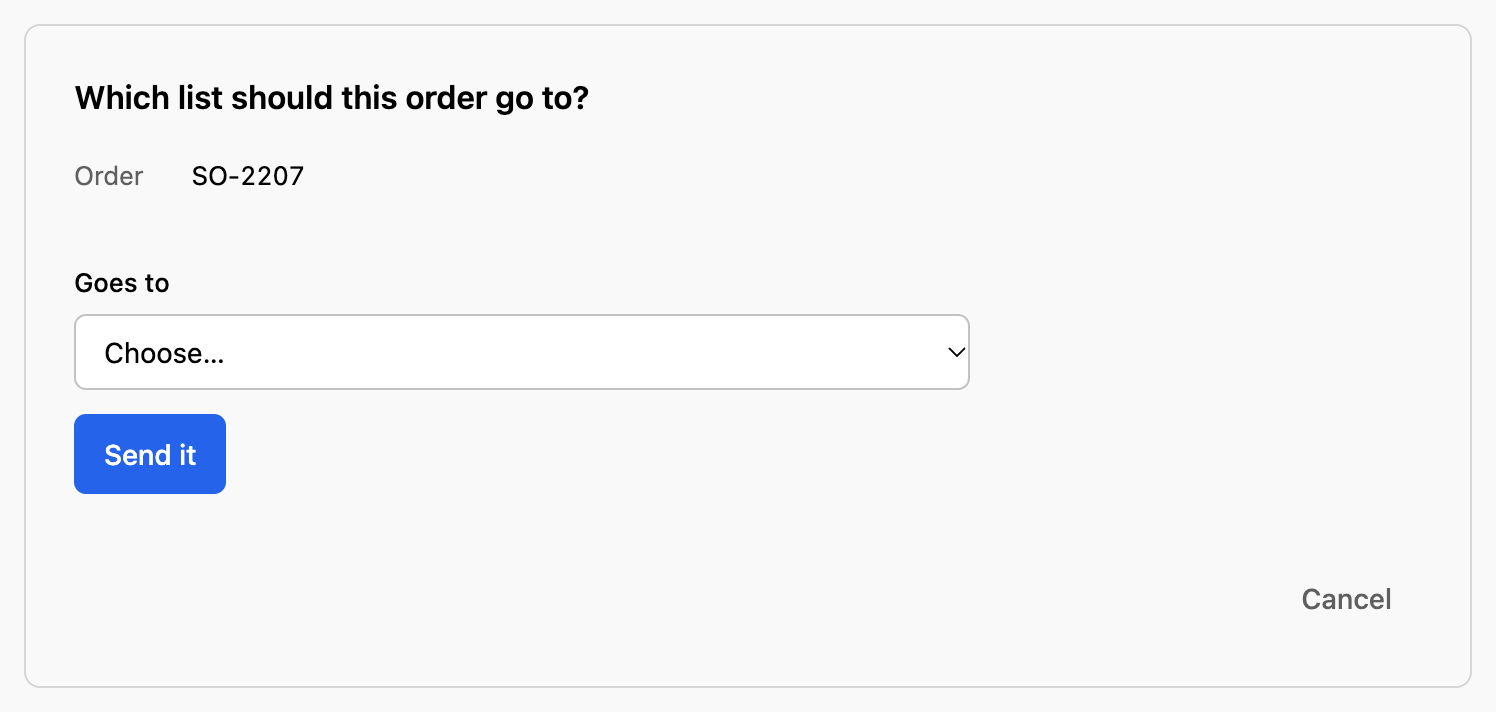 Which list should this order go to?
Order SO-2207
Goes to
Choose...
Send it
Cancel